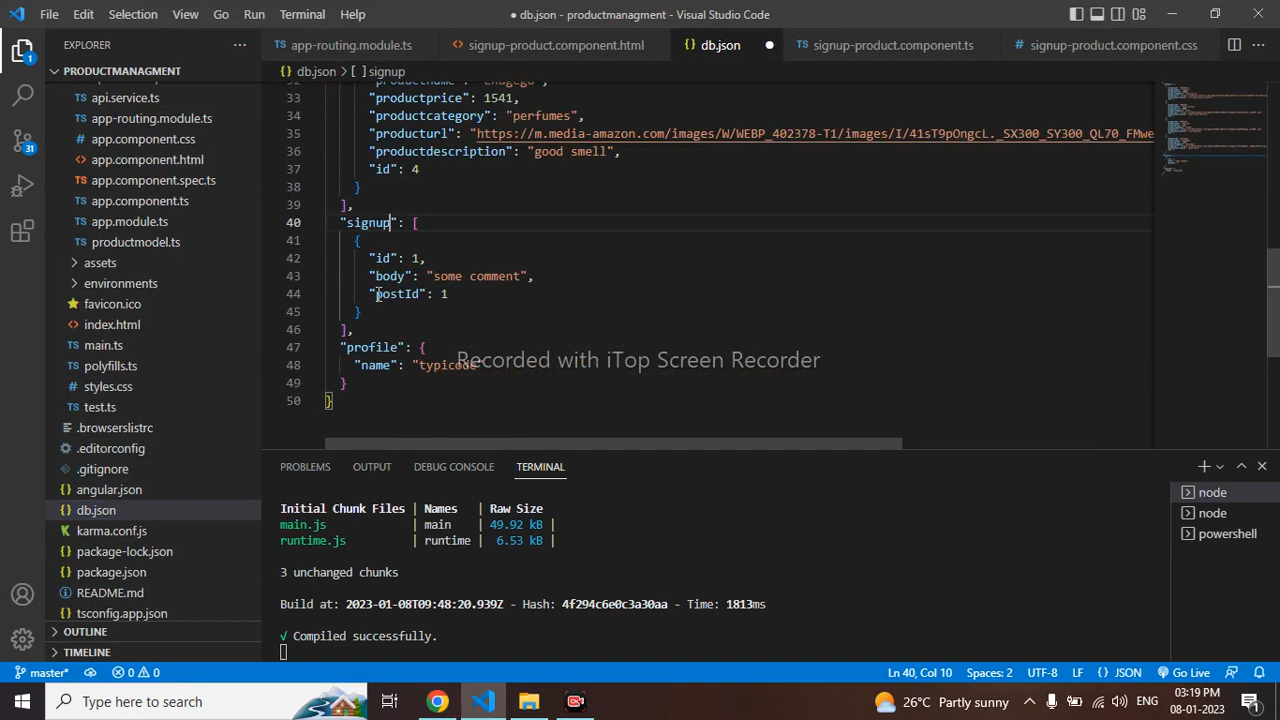 File Edit Selection View Go Run Terminal Help
● db.json - productmanagment - Visual Studio Code
EXPLORER
app-routing.module.ts signup-product.component.html db.json signup-product.component.ts signup-product.component.css
PRODUCTMANAGMENT
db.json > [ ] signup
api.service.ts
app-routing.module.ts
app.component.css
app.component.html
app.component.spec.ts
app.component.ts
app.module.ts
productmodel.ts
assets
environments
favicon.ico
index.html
main.ts
polyfills.ts
styles.css
test.ts
.browserslistrc
.editorconfig
.gitignore
angular.json
db.json
karma.conf.js
package-lock.json
package.json
README.md
tsconfig.app.json
OUTLINE
TIMELINE
33 "productprice": 1541,
34 "productcategory": "perfumes",
35 "producturl": "https://m.media-amazon.com/images/W/WEBP_402378-T1/images/I/41sT9pOngcL._SX300_SY300_QL70_FMwe
36 "productdescription": "good smell",
37 "id": 4
38 }
39 ],
40 "signup": [
41 {
42 "id": 1,
43 "body": "some comment",
44 "postId": 1
45 }
46 ],
47 "profile": {
48 "name": "typicode"
49 }
50 }
Recorded with iTop Screen Recorder
PROBLEMS OUTPUT DEBUG CONSOLE TERMINAL
Initial Chunk Files | Names | Raw Size
main.js | main | 49.92 kB |
runtime.js | runtime | 6.53 kB |
3 unchanged chunks
Build at: 2023-01-08T09:48:20.939Z - Hash: 4f294c6e0c3a30aa - Time: 1813ms
√ Compiled successfully.
node
node
powershell
master* 0 0 Ln 40, Col 10 Spaces: 2 UTF-8 LF {} JSON Go Live
Type here to search
26°C Partly sunny ENG 03:19 PM
08-01-2023